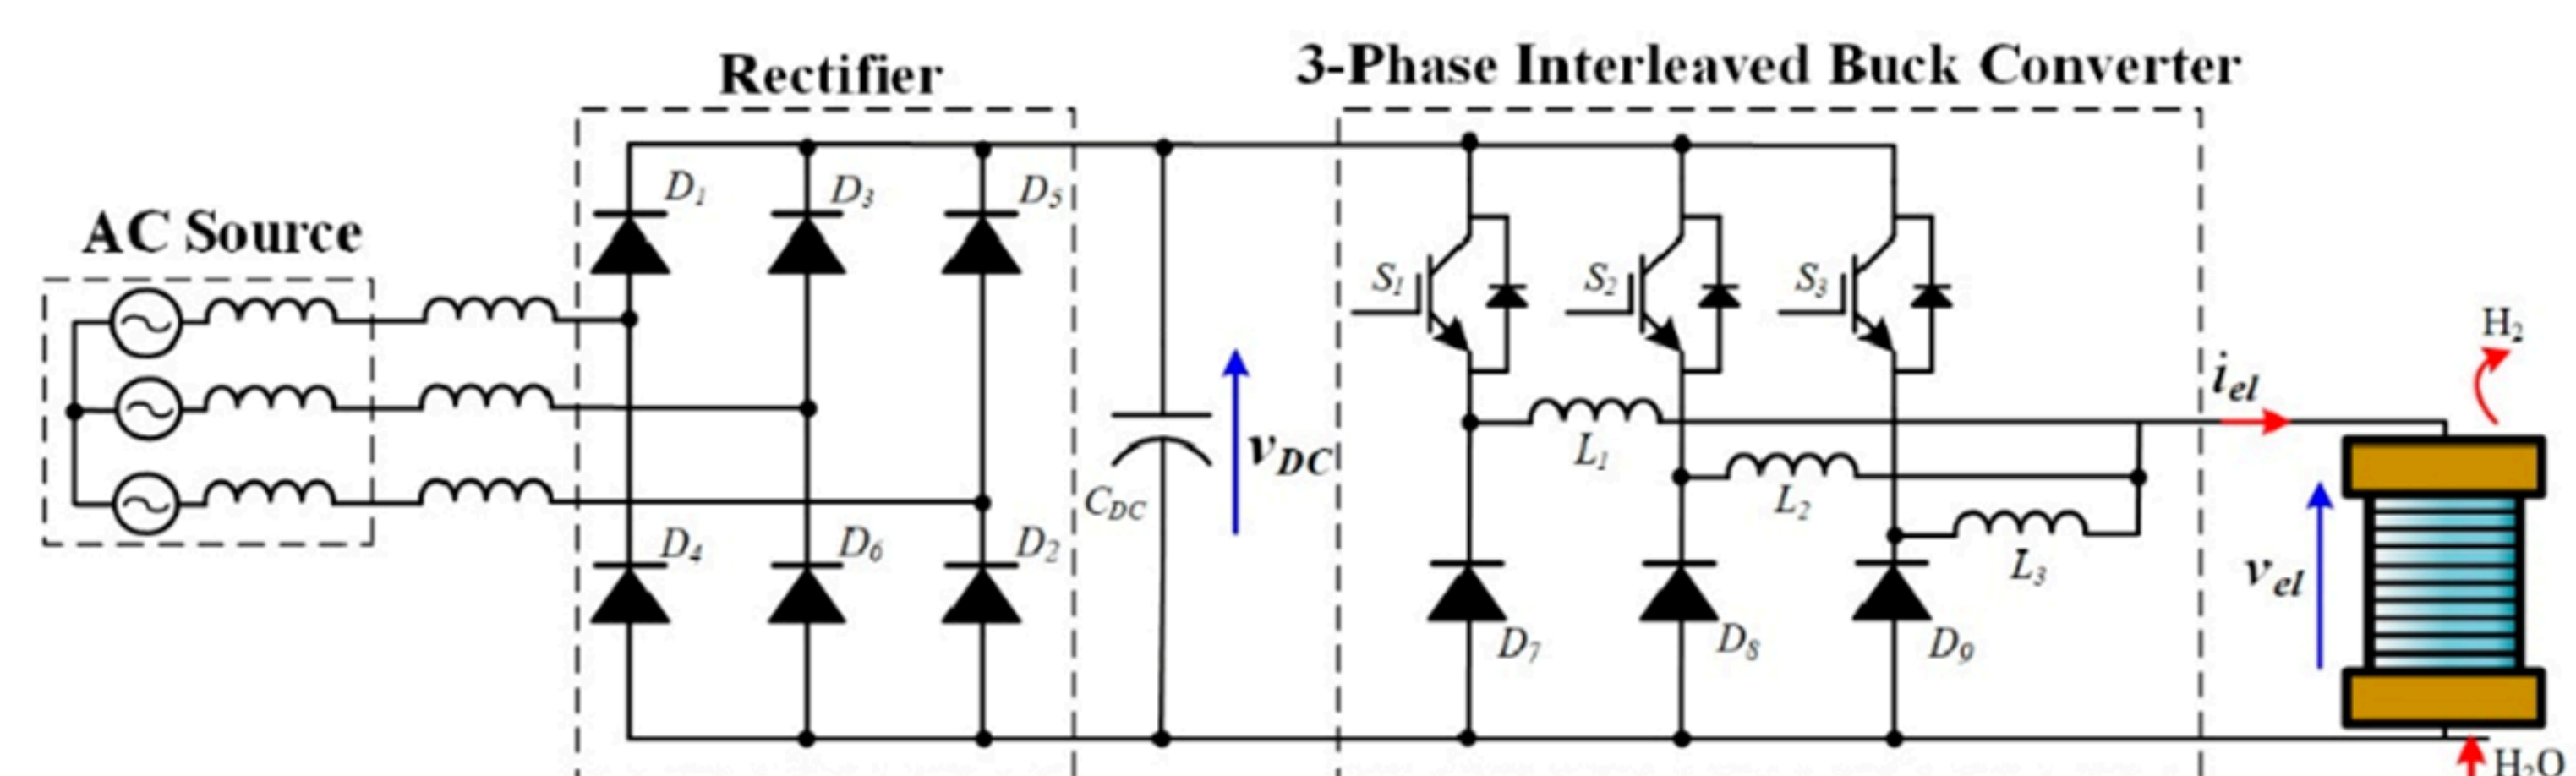 Rectifier
3-Phase Interleaved Buck Converter
AC Source
D1
D3
D5
S1
S2
S3
H2
iel
L1
vDC
CDC
L2
D4
D6
D2
L3
vel
D7
D8
D9
H2O